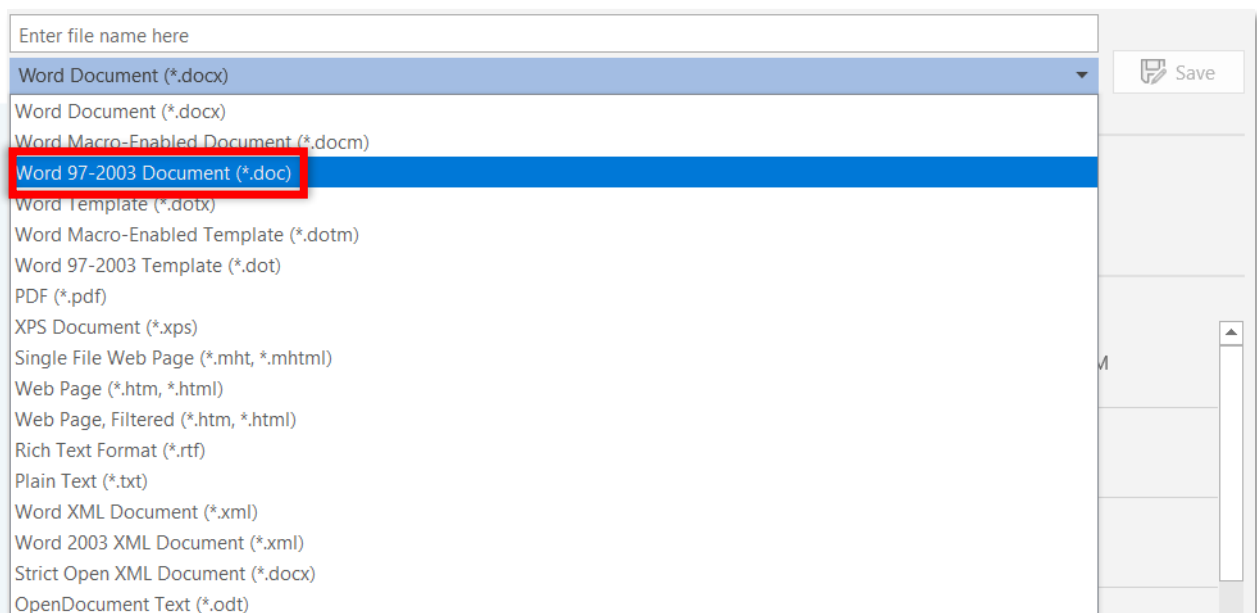 Enter file name here
Word Document (*.docx)
Save
Word Document (*.docx)
Word Macro-Enabled Document (*.docm)
Word 97-2003 Document (*.doc)
Word Template (*.dotx)
Word Macro-Enabled Template (*.dotm)
Word 97-2003 Template (*.dot)
PDF (*.pdf)
XPS Document (*.xps)
Single File Web Page (*.mht, *.mhtml)
M
Web Page (*.htm, *.html)
Web Page, Filtered (*.htm, *.html)
Rich Text Format (*.rtf)
Plain Text (*.txt)
Word XML Document (*.xml)
Word 2003 XML Document (*.xml)
Strict Open XML Document (*.docx)
OpenDocument Text (*.odt)